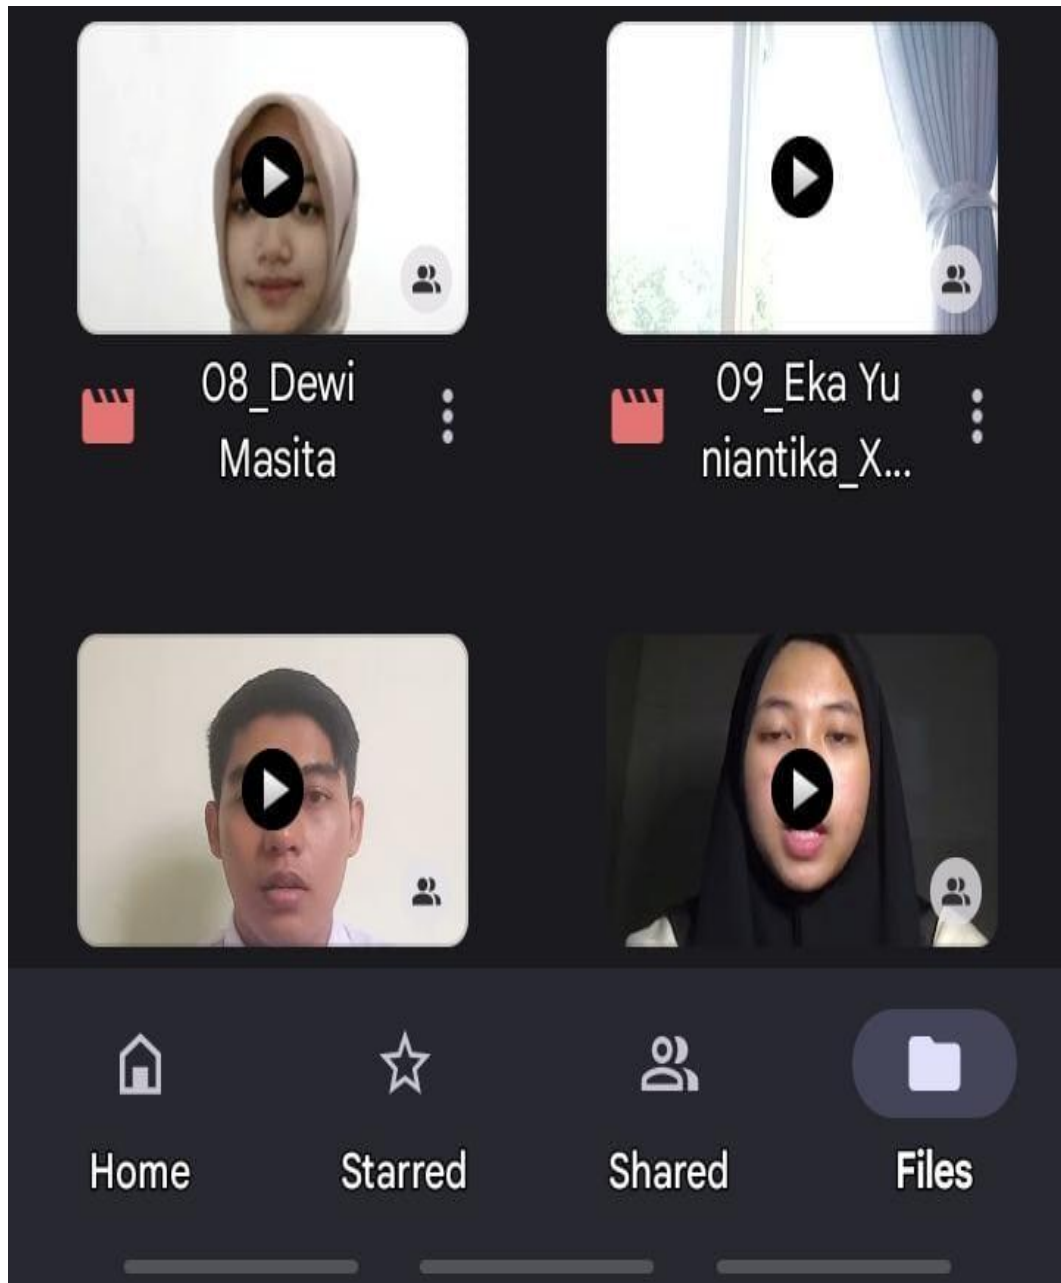 08_Dewi
Masita
09_Eka Yu
niantika_X...
Home
Starred
Shared
Files